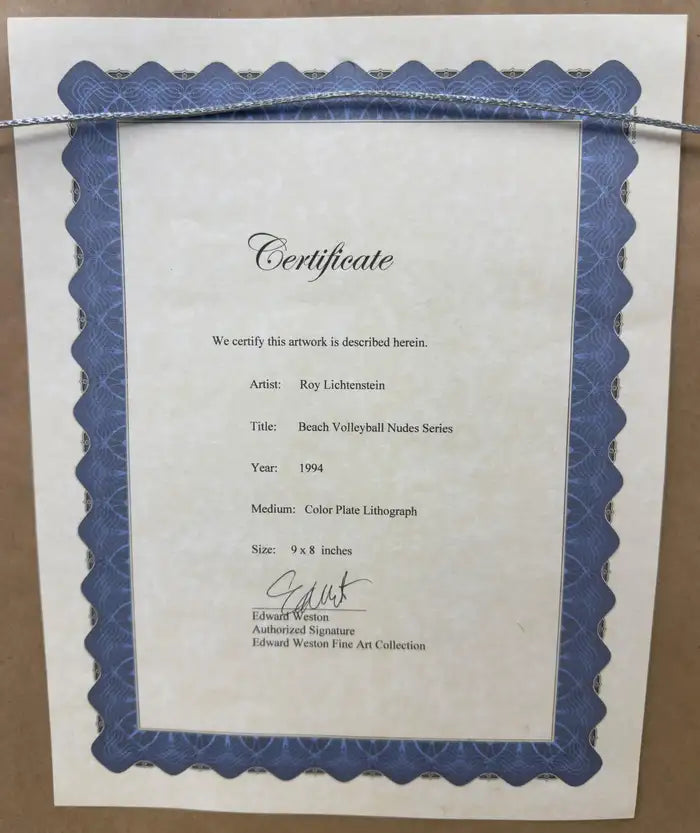 Certificate
We certify this artwork is described herein.
Artist: Roy Lichtenstein
Title: Beach Volleyball Nudes Series
Year: 1994
Medium: Color Plate Lithograph
Size: 9 x 8 inches
Edward Weston
Authorized Signature
Edward Weston Fine Art Collection